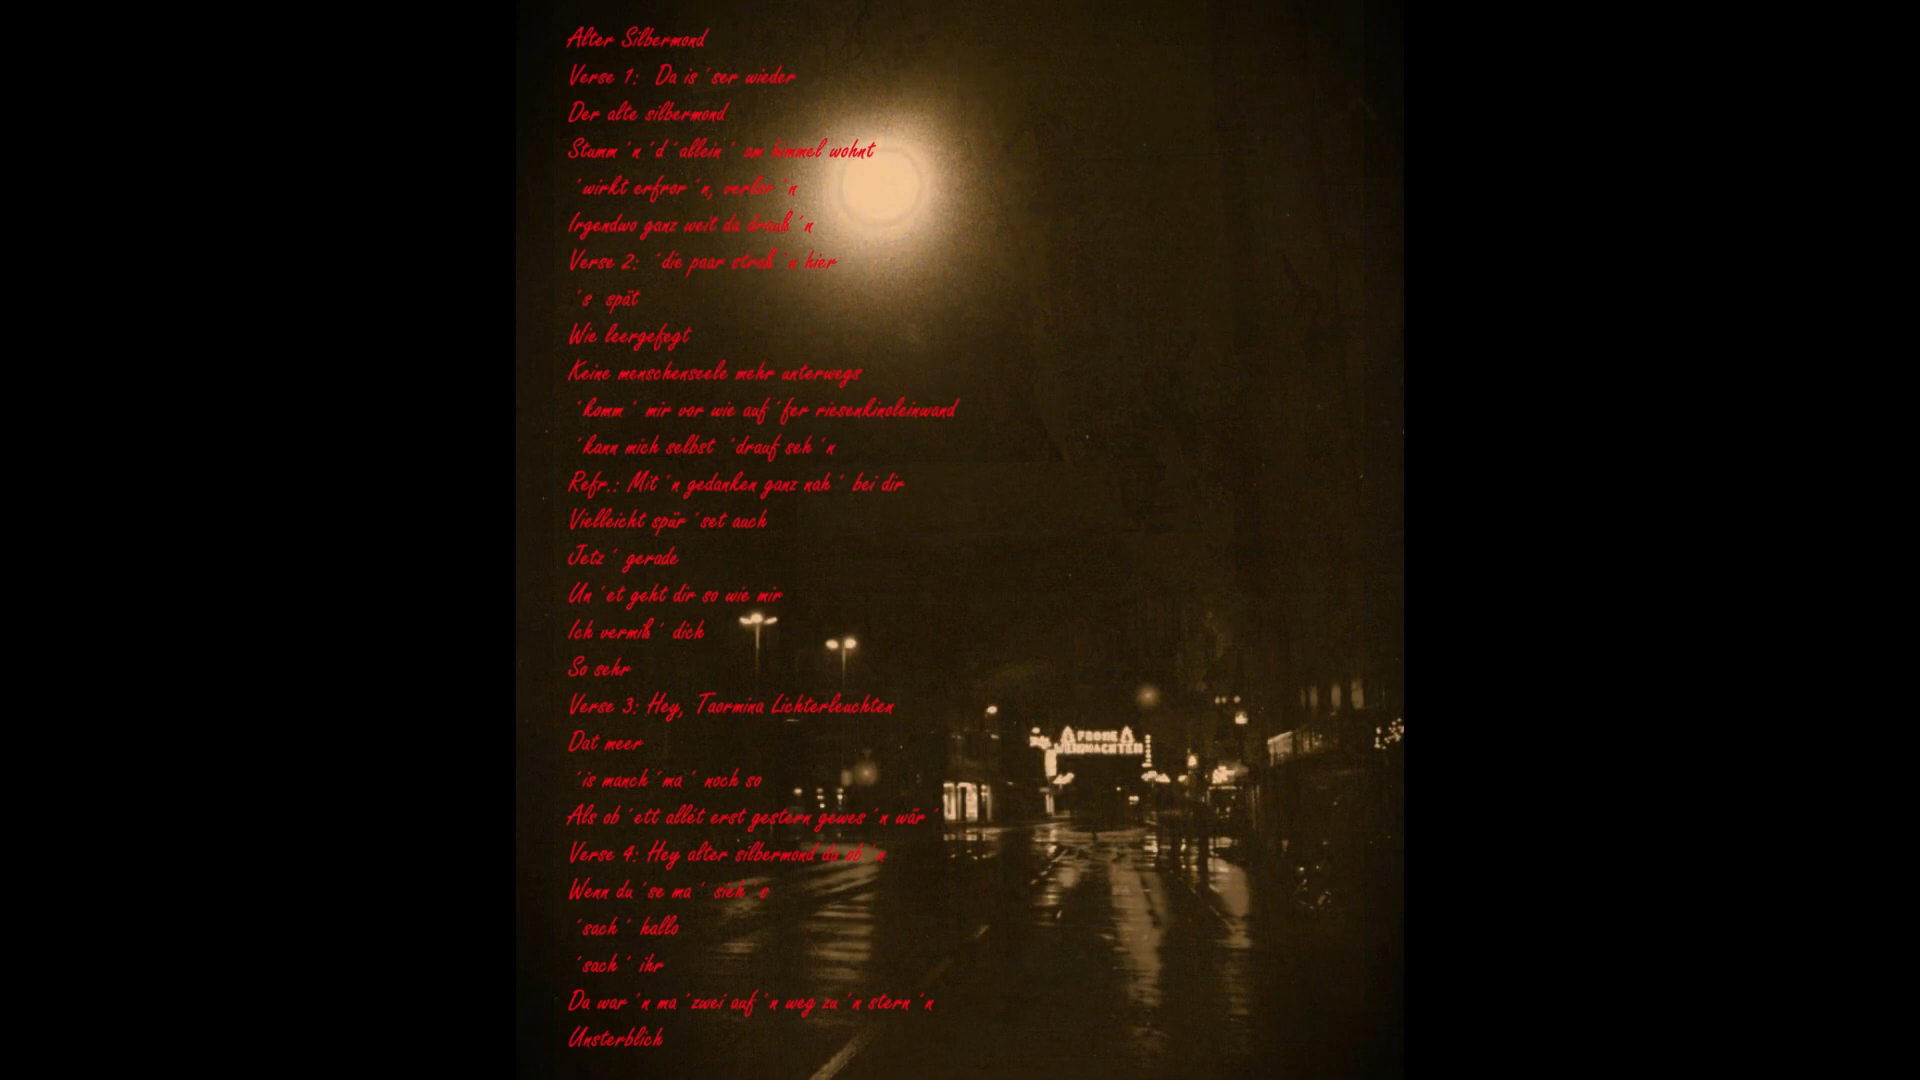 Alter Silbermond
Verse 1: Da is´ser wieder
Der alte silbermond
Stumm´n´d´allein´ am himmel wohnt
´wirkt erfror´n, verlor´n
Irgendwo ganz weit da drauß´n
Verse 2: ´die paar straß´n hier
´s spät
Wie leergefegt
Keine menschenseele mehr unterwegs
´komm´ mir vor wie auf´fer riesenkinoleinwand
´kann mich selbst ´drauf seh´n
Refr.: Mit´n gedanken ganz nah´ bei dir
Vielleicht spür´set auch
Jetz´ gerade
Un´et geht dir so wie mir
Ich vermiß´ dich
So sehr
Verse 3: Hey, Taormina Lichterleuchten
Dat meer
´is manch´ma´ noch so
Als ob´ett allét erst gestern gewes´n wär´
Verse 4: Hey alter silbermond da ob´n
Wenn du´se ma´ sieh´s
´sach´ hallo
´sach´ ihr
Da war´n ma´zwei auf´n weg zu´n stern´n
Unsterblich
FROHE
WEIHNACHTEN